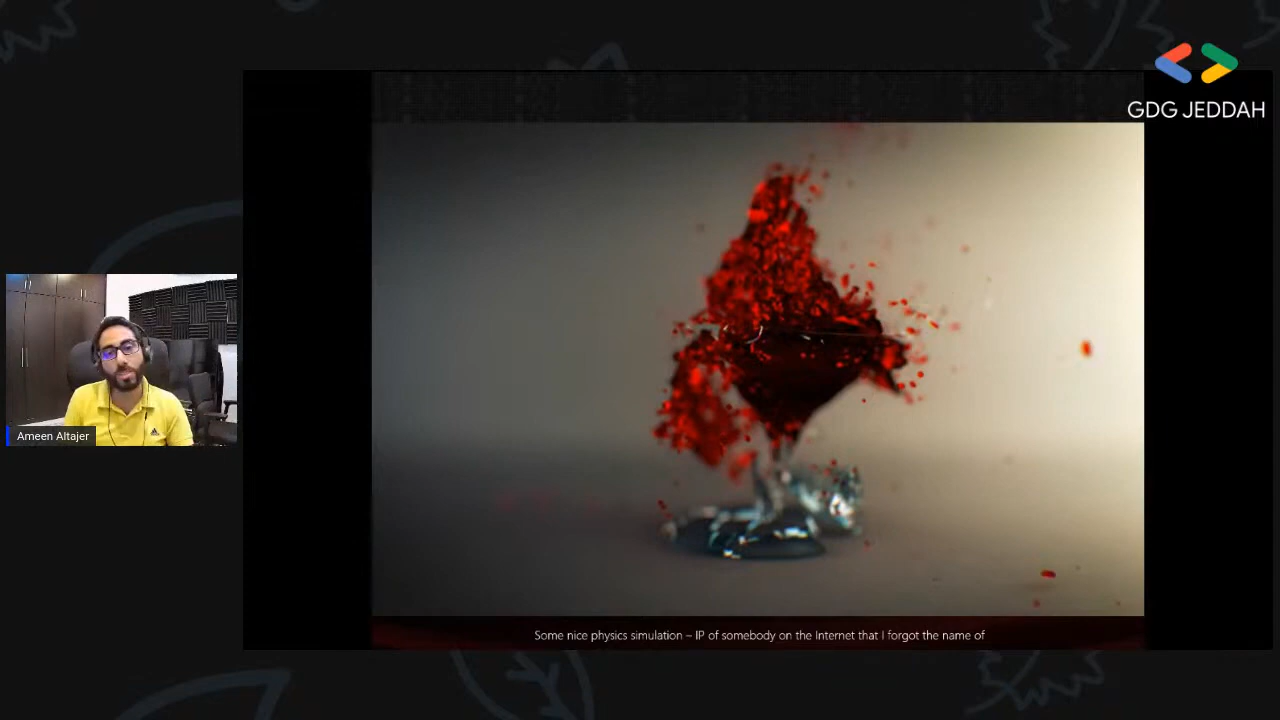 GDG JEDDAH
Ameen Altajer
Some nice physics simulation – IP of somebody on the Internet that I forgot the name of